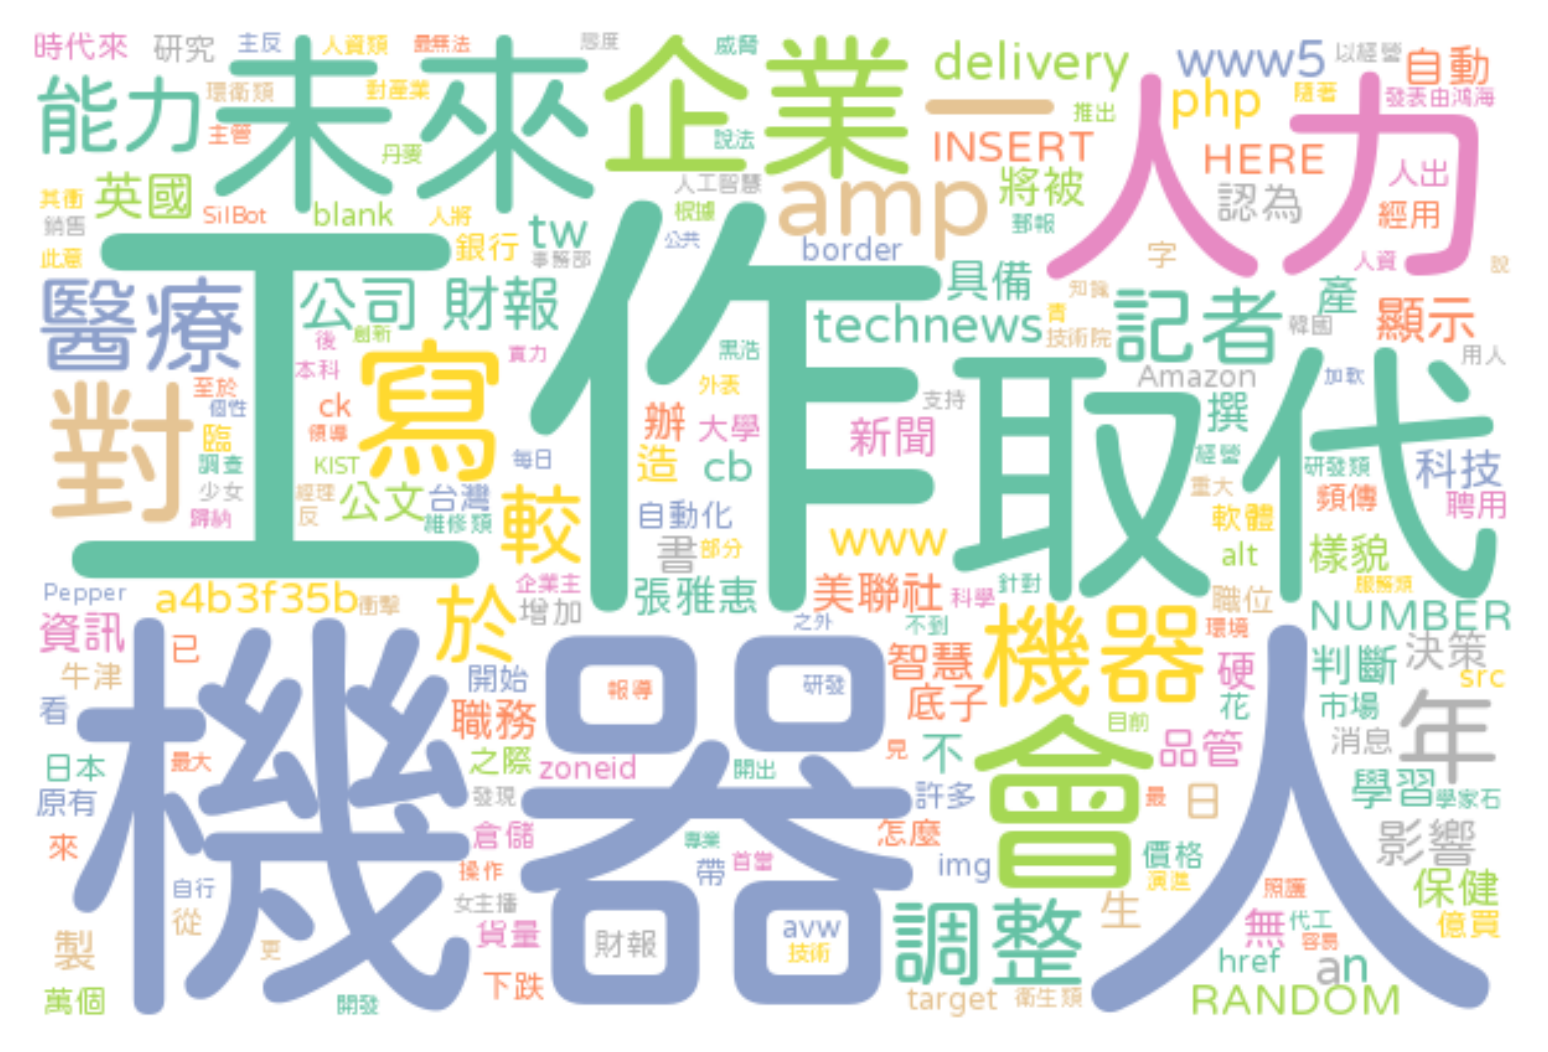 時代來 研究 主反 人資類 最無法 態度 威脅 delivery www5 以經營 自動
能力 環衛類 對產業 未來 企業 一 推出 php 隨著 發表由鴻海
主管 丹要 說法 INSERT HERE 人力 人出
其衝 英國 SilBot blank 人將 tw 人工智慧 根據 amp 將被 郵報 認為 經用
銷售 此意 銀行 事務部 公共 border 字 人資 說
醫療 工作 公司 財報 具備 知識 產 顯示
後 創新 實力 technews 青 技術院 記者 韓國 用人
本科 黑浩 外表 Amazon 加軟
至於 對 個性 ck 寫 辦 大學 支持 新聞 取代 撰
臨 領導 調查 KIST 每日 造 cb 經營 研發類 科技
少女 經理 公文 台灣 較 自動化 重大 軟體 頻傳 聘用
歸納 反 維修類 書 部分 www alt 樣貌
Pepper a4b3f35b 衝擊 企業主 張雅惠 美聯社 科學 針對 職位 服務類
資訊 已 於 增加 之外 不到 機器 環境 NUMBER
牛津 開始 報導 研發 智慧 硬 判斷 決策 src
看 職務 底子 目前 花 市場 年
日本 最大 機器人 之際 zoneid 開出 見 不 會 品管 消息
原有 發現 許多 最 日 學習 學家石
來 倉儲 專業 怎麼 價格 影響
自行 操作 帶 首當 img 演進 照護 保健
從 女主播 avw 調整 生 無 代工 億買
製 更 貨量 財報 技術 容易
萬個 開發 下跌 target 衛生類 href an
RANDOM